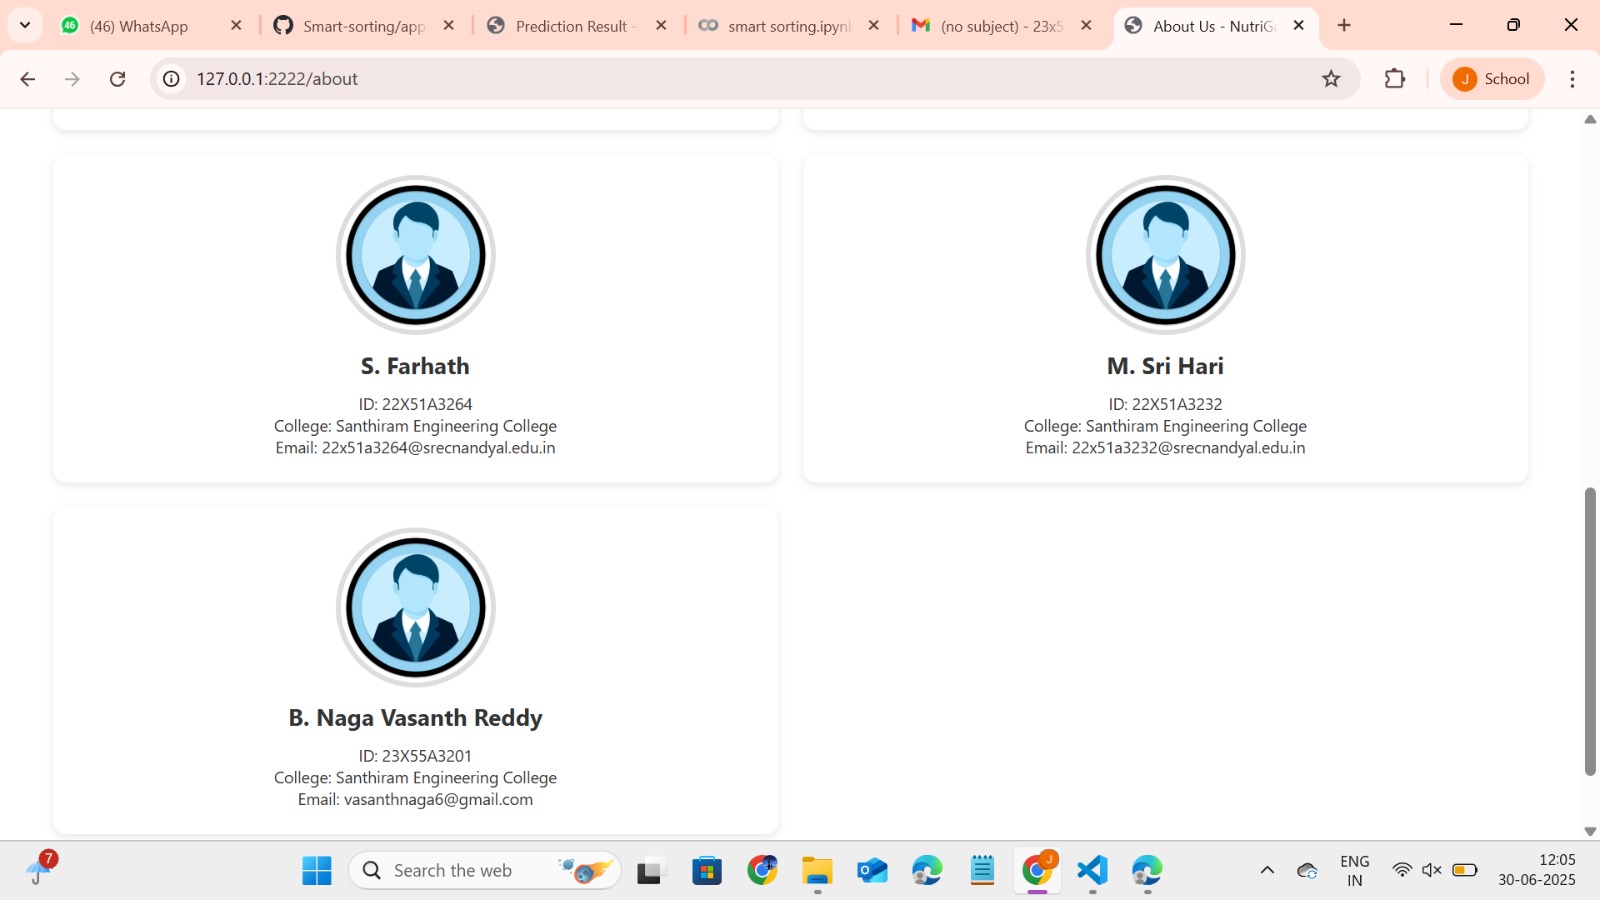 (46) WhatsApp
Smart-sorting/app
Prediction Result -
smart sorting.ipynb
(no subject) - 23x5
About Us - NutriGa
127.0.0.1:2222/about
J School
S. Farhath
ID: 22X51A3264
College: Santhiram Engineering College
Email: 22x51a3264@srecnandyal.edu.in
M. Sri Hari
ID: 22X51A3232
College: Santhiram Engineering College
Email: 22x51a3232@srecnandyal.edu.in
B. Naga Vasanth Reddy
ID: 23X55A3201
College: Santhiram Engineering College
Email: vasanthnaga6@gmail.com
7
Search the web
J
ENG
IN
12:05
30-06-2025